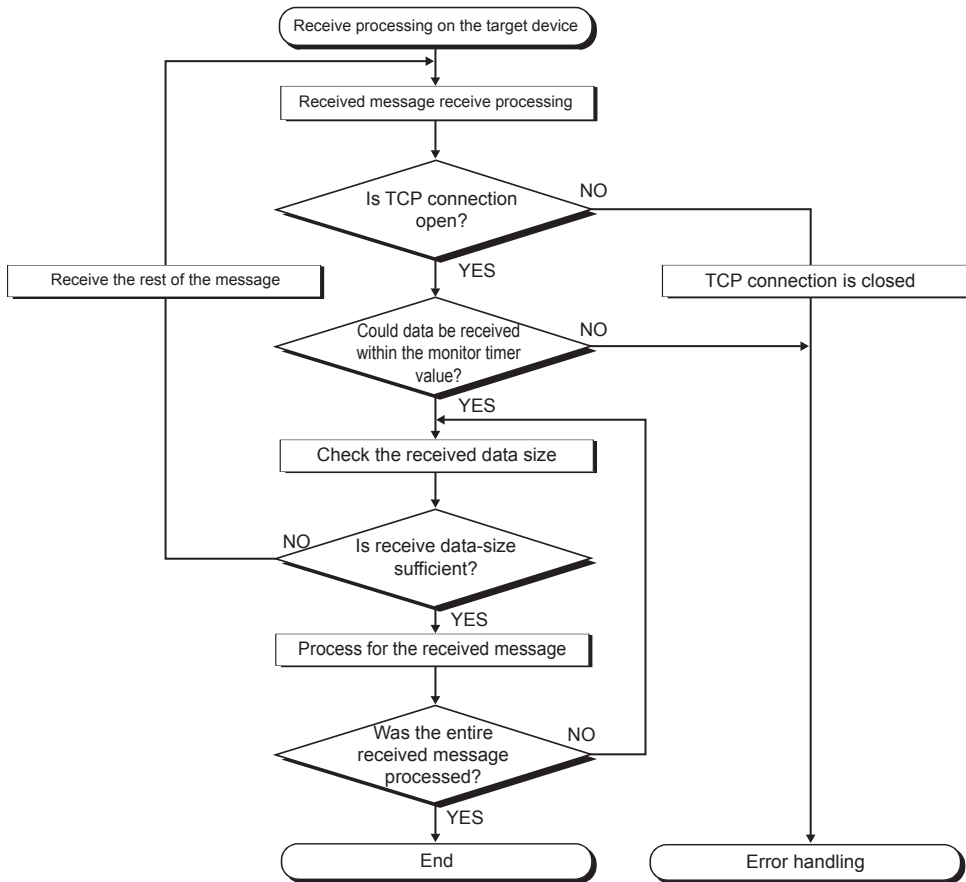 Receive processing on the target device
Received message receive processing
Is TCP connection
open?
NO
YES
Receive the rest of the message
TCP connection is closed
Could data be received
within the monitor timer
value?
NO
YES
Check the received data size
NO
Is receive data-size
sufficient?
YES
Process for the received message
Was the entire
received message
processed?
NO
YES
End
Error handling